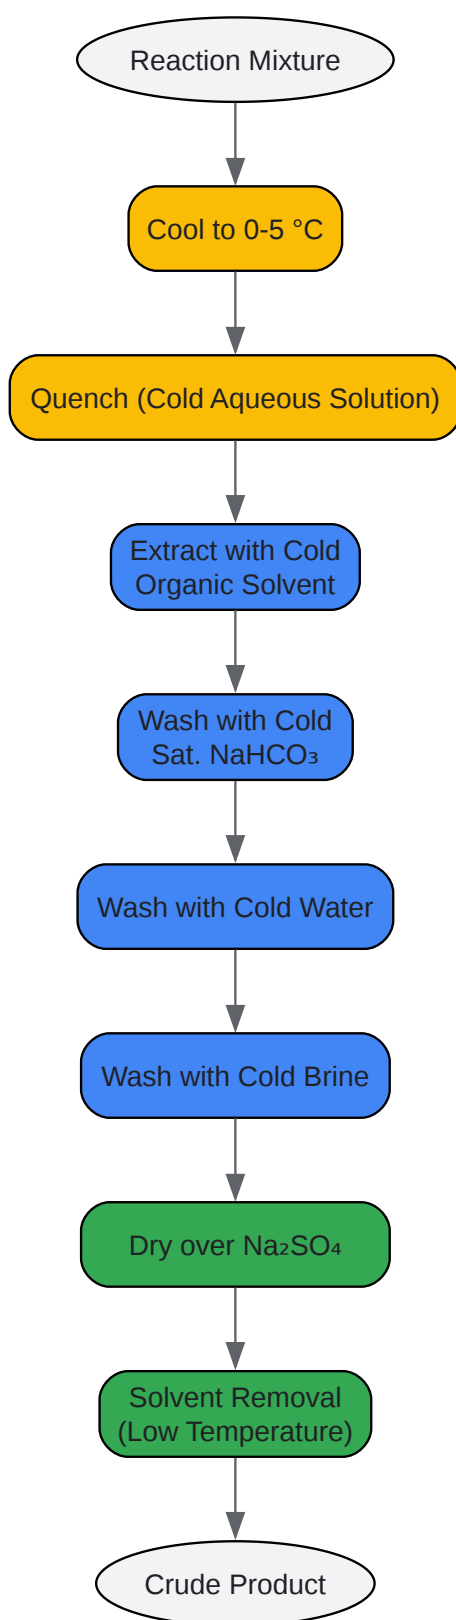 Reaction Mixture
Cool to 0-5 °C
Quench (Cold Aqueous Solution)
Extract with Cold
Organic Solvent
Wash with Cold
Sat. NaHCO₃
Wash with Cold Water
Wash with Cold Brine
Dry over Na₂SO₄
Solvent Removal
(Low Temperature)
Crude Product